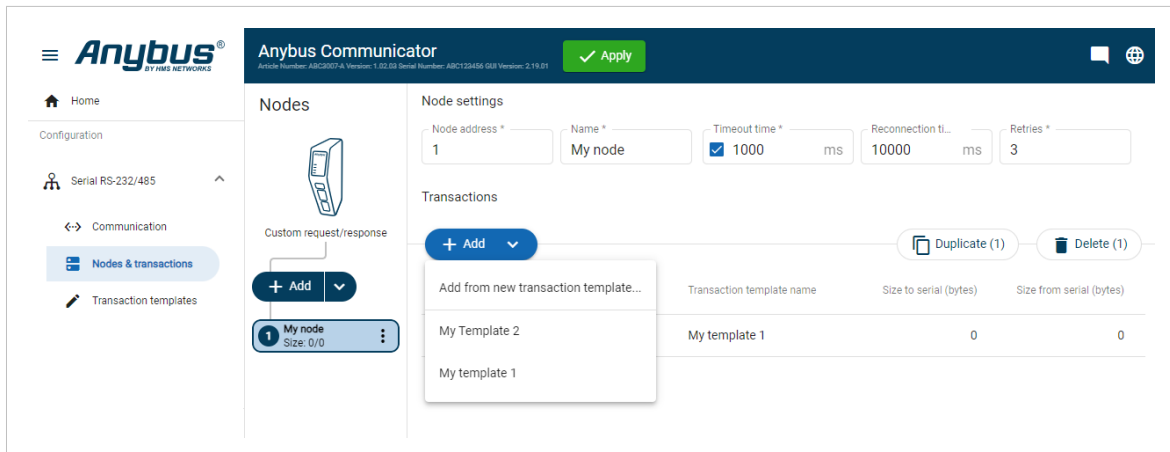 Anybus®
BY HMS NETWORKS
Anybus Communicator
Article Number: ABC3007-A Version: 1.02.03 Serial Number: ABC123456 GUI Version: 2.19.01
Apply
Home
Configuration
Serial RS-232/485
Communication
Nodes & transactions
Transaction templates
Nodes
Custom request/response
+ Add
1 My node
Size: 0/0
Node settings
Node address *
1
Name *
My node
Timeout time *
1000 ms
Reconnection ti...
10000 ms
Retries *
3
Transactions
+ Add
Duplicate (1)
Delete (1)
Add from new transaction template...
My Template 2
My template 1
Transaction template name Size to serial (bytes) Size from serial (bytes)
My template 1 0 0